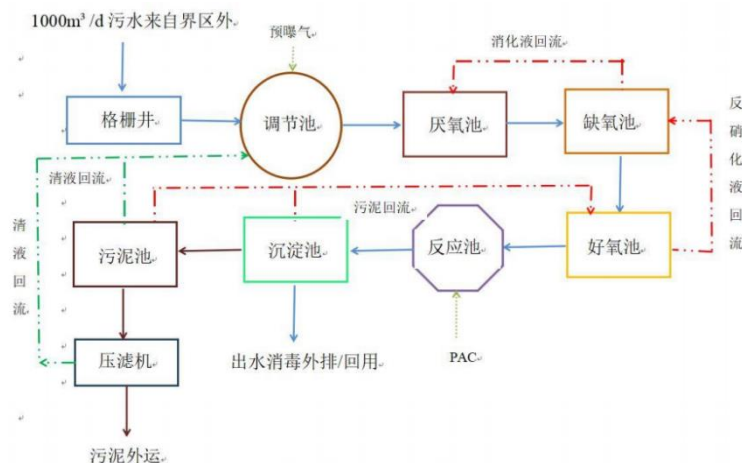 1000m³ /d 污水来自界区外
预曝气
消化液回流
格栅井
调节池
厌氧池
缺氧池
反硝化液回流
清液回流
污泥回流
清液回流
污泥池
沉淀池
反应池
好氧池
压滤机
出水消毒外排/回用
PAC
污泥外运